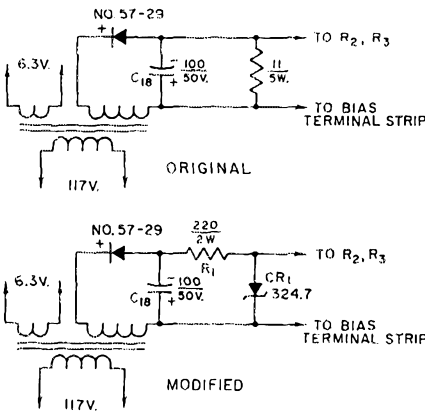 NO. 57-29
+
TO R2, R3
6.3V.
C18
- 100
+ 50V.
11
5W.
TO BIAS
TERMINAL STRIP
117V.
ORIGINAL
NO. 57-29
+
220
2W
R1
TO R2, R3
6.3V.
C18
- 100
+ 50V.
CR1
324.7
TO BIAS
TERMINAL STRIP
117V.
MODIFIED